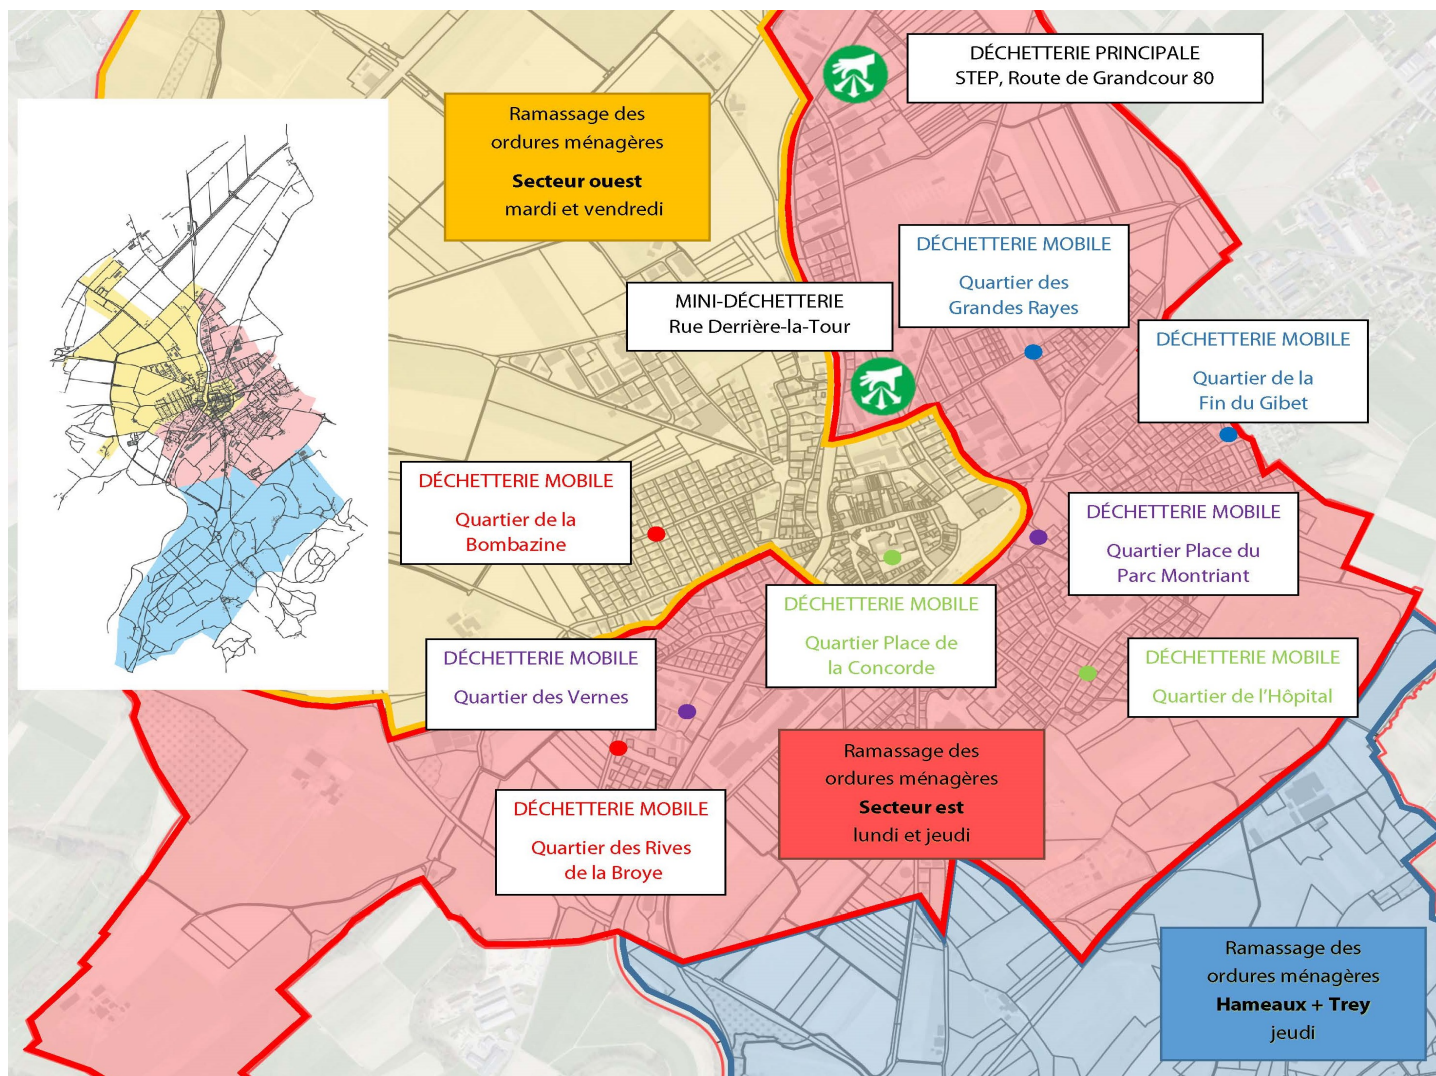 DÉCHETTERIE PRINCIPALE
STEP, Route de Grandcour 80
Ramassage des
ordures ménagères
Secteur ouest
mardi et vendredi
DÉCHETTERIE MOBILE
Quartier des
Grandes Rayes
MINI-DÉCHETTERIE
Rue Derrière-la-Tour
DÉCHETTERIE MOBILE
Quartier de la
Fin du Gibet
DÉCHETTERIE MOBILE
Quartier de la
Bombazine
DÉCHETTERIE MOBILE
Quartier Place du
Parc Montriant
DÉCHETTERIE MOBILE
Quartier Place de
la Concorde
DÉCHETTERIE MOBILE
Quartier des Vernes
DÉCHETTERIE MOBILE
Quartier de l'Hôpital
Ramassage des
ordures ménagères
Secteur est
lundi et jeudi
DÉCHETTERIE MOBILE
Quartier des Rives
de la Broye
Ramassage des
ordures ménagères
Hameaux + Trey
jeudi